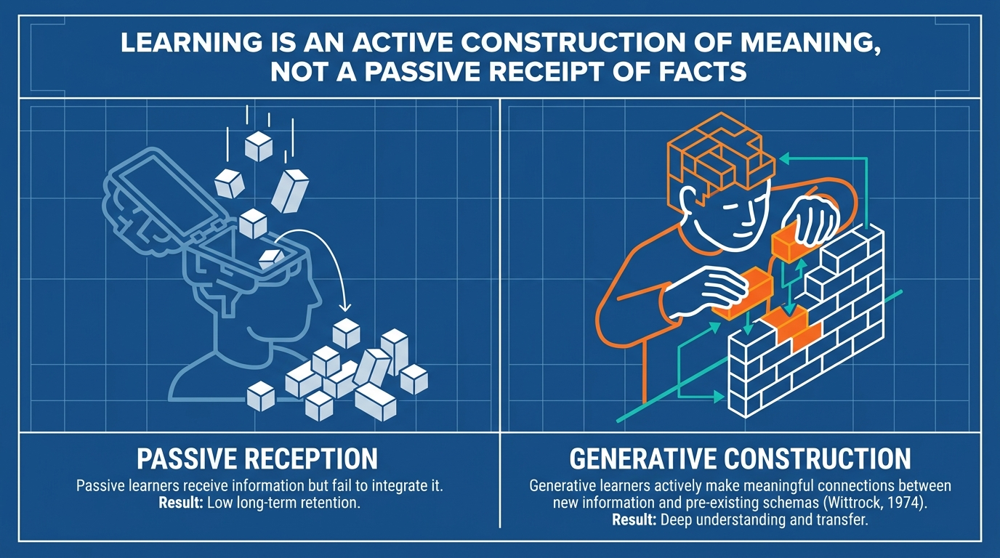 LEARNING IS AN ACTIVE CONSTRUCTION OF MEANING,
NOT A PASSIVE RECEIPT OF FACTS
PASSIVE RECEPTION
Passive learners receive information but fail to integrate it.
Result: Low long-term retention.
GENERATIVE CONSTRUCTION
Generative learners actively make meaningful connections between
new information and pre-existing schemas (Wittrock, 1974).
Result: Deep understanding and transfer.